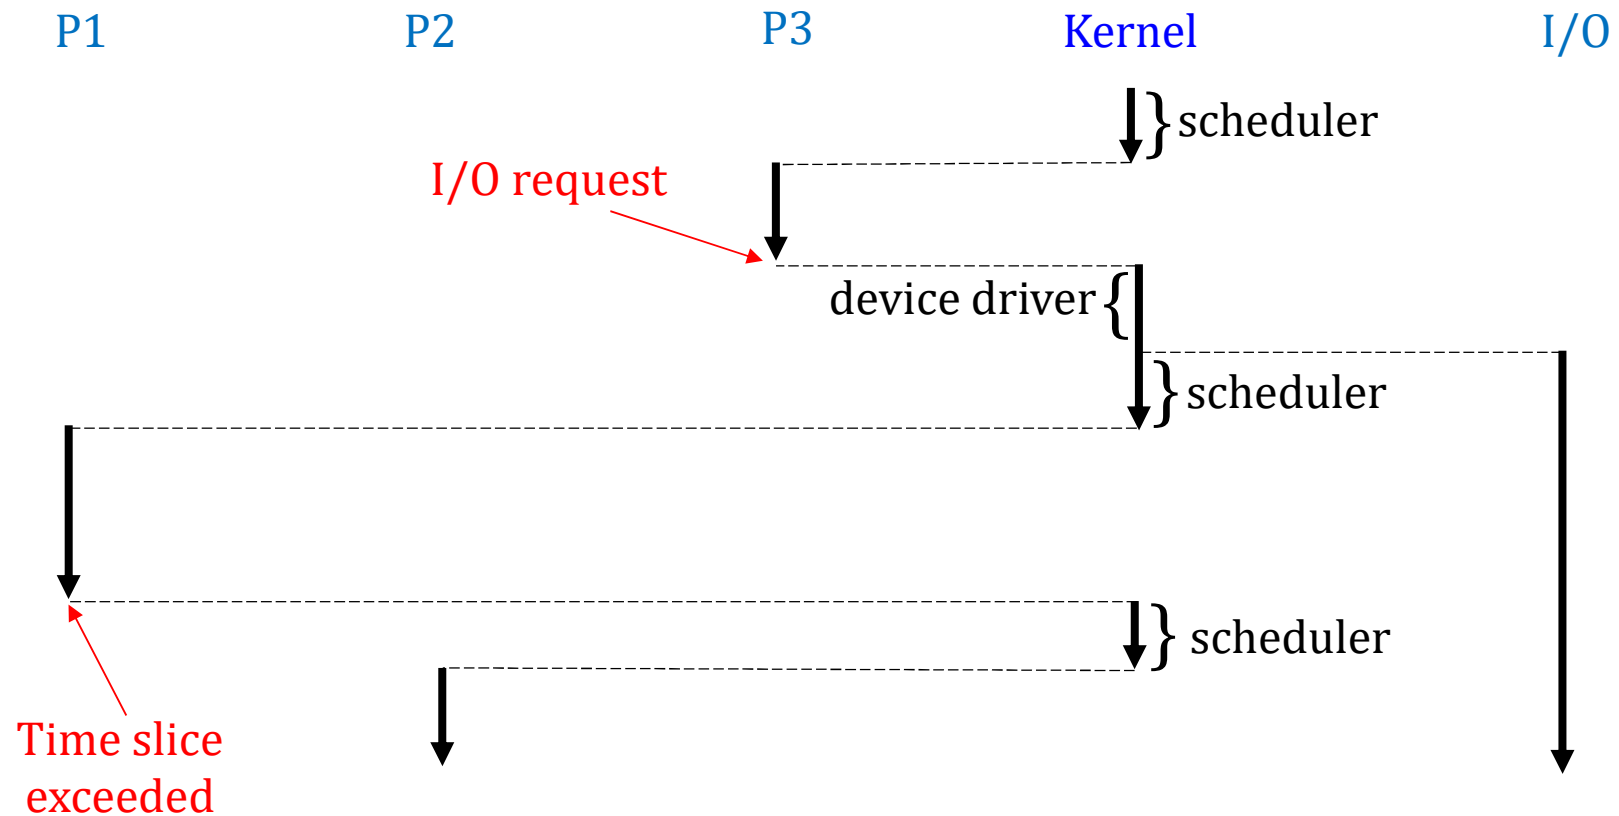 P1 P2 P3 Kernel I/O
scheduler
I/O request
device driver
scheduler
scheduler
Time slice
exceeded